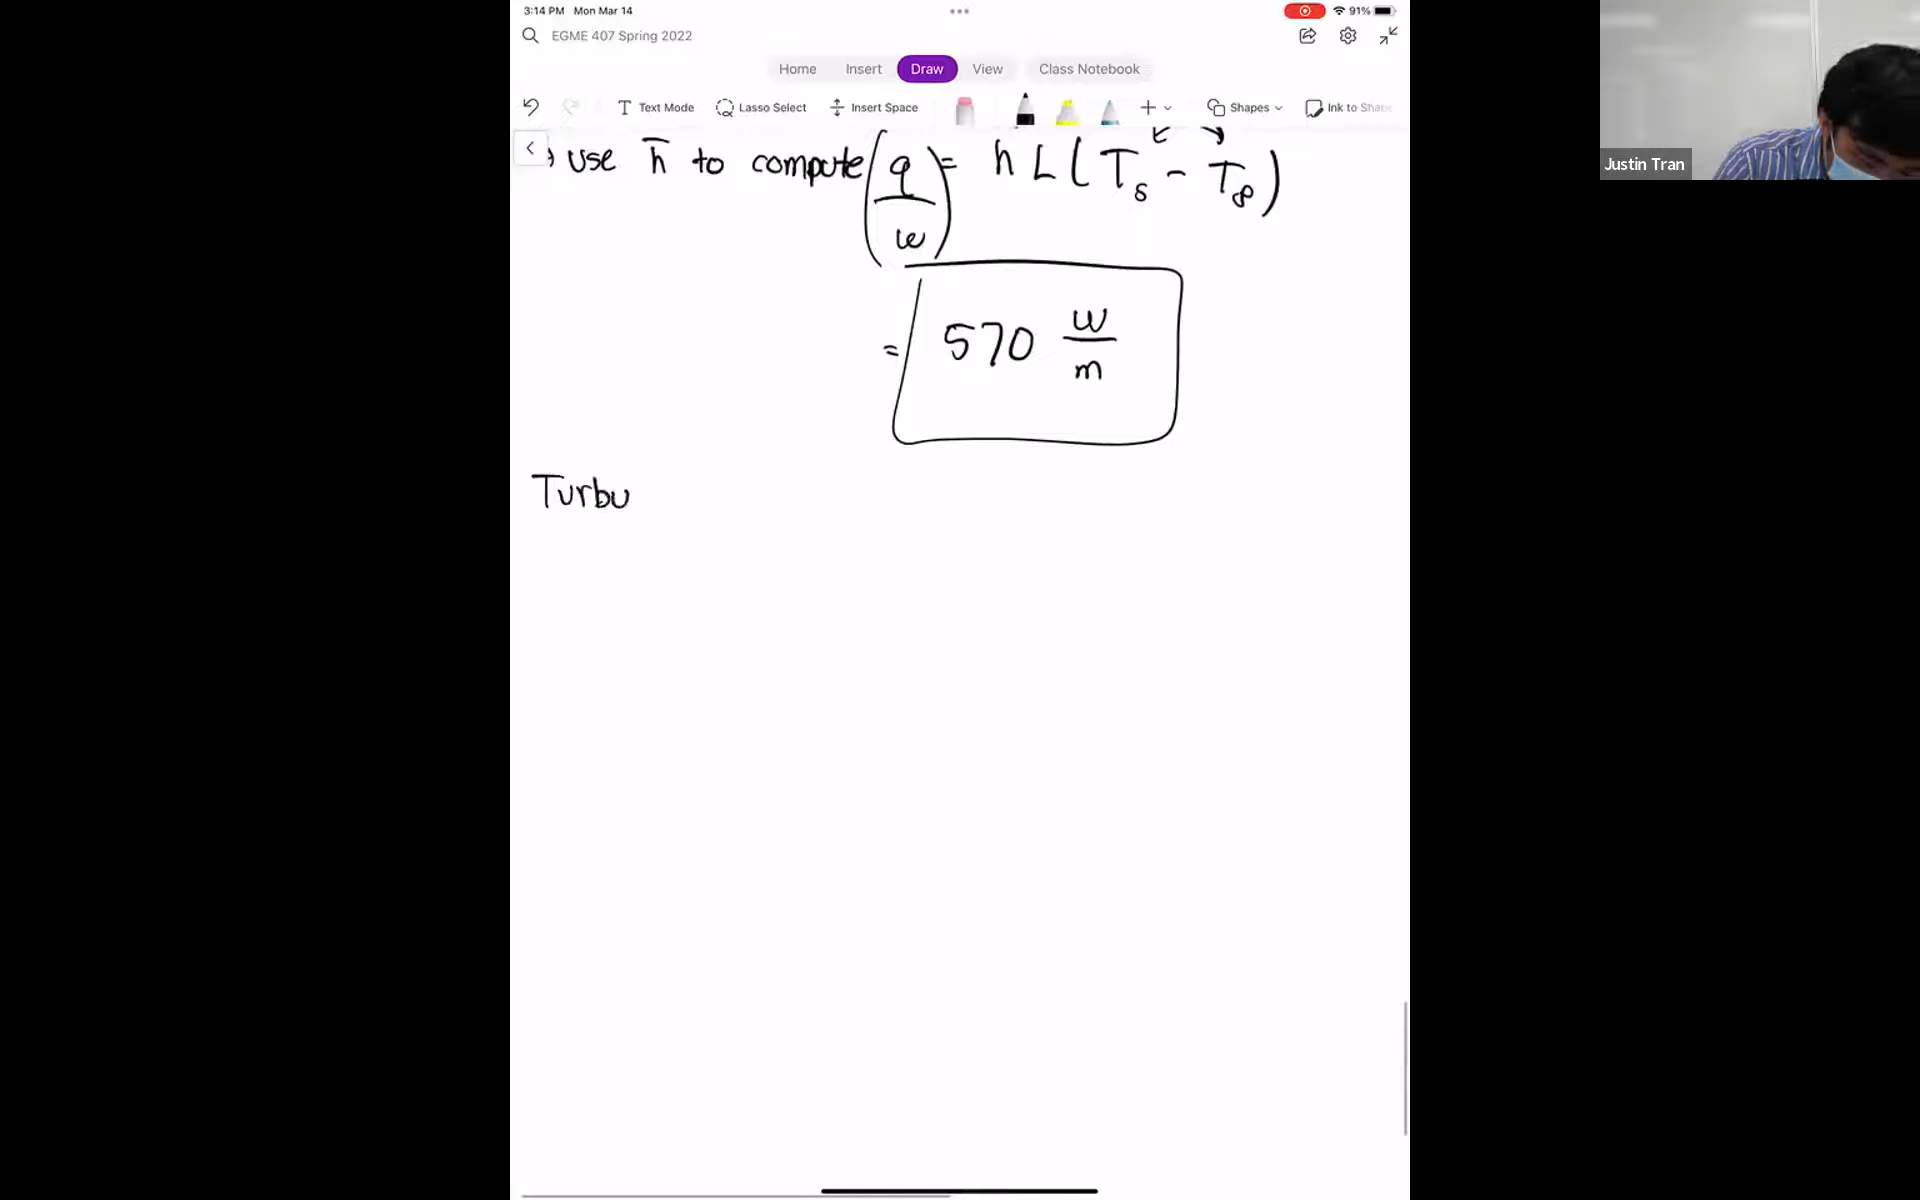 3:14 PM Mon Mar 14
91%
EGME 407 Spring 2022
Home Insert Draw View Class Notebook
T Text Mode Lasso Select Insert Space Shapes Ink to Shape
use h̅ to compute (q/w) = h L (Ts - T∞)
= 570 W/m
Turbu
Justin Tran